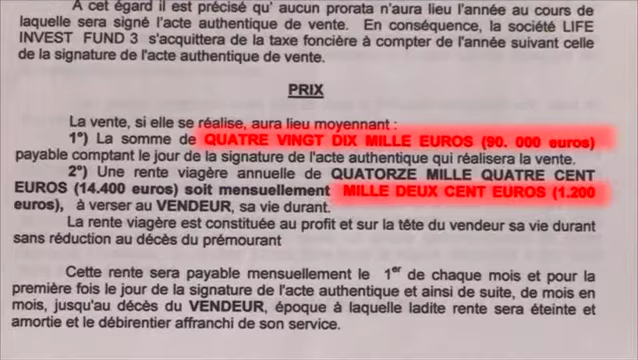 A cet égard il est précisé qu' aucun prorata n'aura lieu l'année au cours de
laquelle sera signé l'acte authentique de vente. En conséquence, la société LIFE
INVEST FUND 3 s'acquittera de la taxe foncière à compter de l'année suivant celle
de la signature de l'acte authentique de vente.
PRIX
La vente, si elle se réalise, aura lieu moyennant :
1°) La somme de QUATRE VINGT DIX MILLE EUROS (90. 000 euros)
payable comptant le jour de la signature de l'acte authentique qui réalisera la vente.
2°) Une rente viagère annuelle de QUATORZE MILLE QUATRE CENT
EUROS (14.400 euros) soit mensuellement MILLE DEUX CENT EUROS (1.200
euros), à verser au VENDEUR, sa vie durant.
La rente viagère est constituée au profit et sur la tête du vendeur sa vie durant
sans réduction au décès du prémourant
Cette rente sera payable mensuellement le 1er de chaque mois et pour la
première fois le jour de la signature de l'acte authentique et ainsi de suite, de mois en
mois, jusqu'au décès du VENDEUR, époque à laquelle ladite rente sera éteinte et
amortie et le débirentier affranchi de son service.